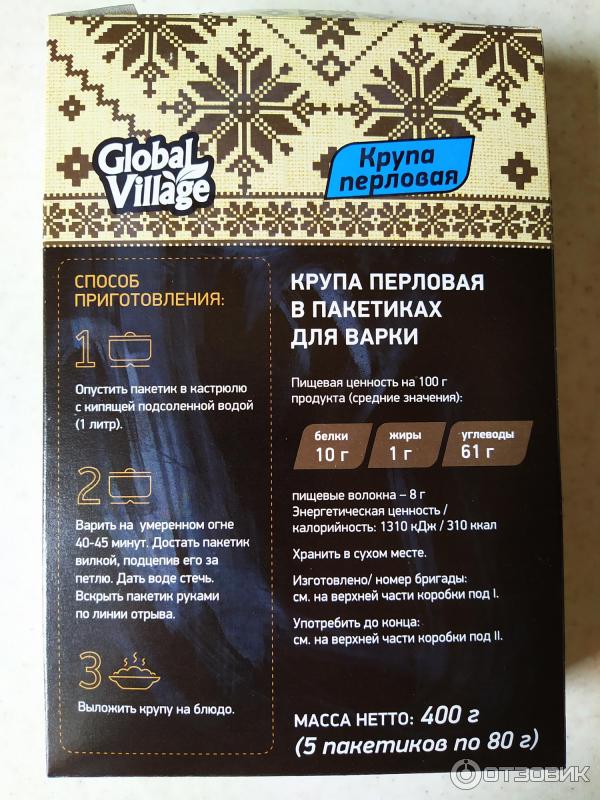 Global
Village
Крупа
перловая
СПОСОБ
ПРИГОТОВЛЕНИЯ:
1
Опустить пакетик в кастрюлю
с кипящей подсоленной водой
(1 литр).
2
Варить на умеренном огне
40-45 минут. Достать пакетик
вилкой, подцепив его за
петлю. Дать воде стечь.
Вскрыть пакетик руками
по линии отрыва.
3
Выложить крупу на блюдо.
КРУПА ПЕРЛОВАЯ
В ПАКЕТИКАХ
ДЛЯ ВАРКИ
Пищевая ценность на 100 г
продукта (средние значения):
белки
10 г
жиры
1 г
углеводы
61 г
пищевые волокна – 8 г
Энергетическая ценность /
калорийность: 1310 кДж / 310 ккал
Хранить в сухом месте.
Изготовлено/ номер бригады:
см. на верхней части коробки под I.
Употребить до конца:
см. на верхней части коробки под II.
МАССА НЕТТО: 400 г
(5 пакетиков по 80 г)
ОТЗОВИК